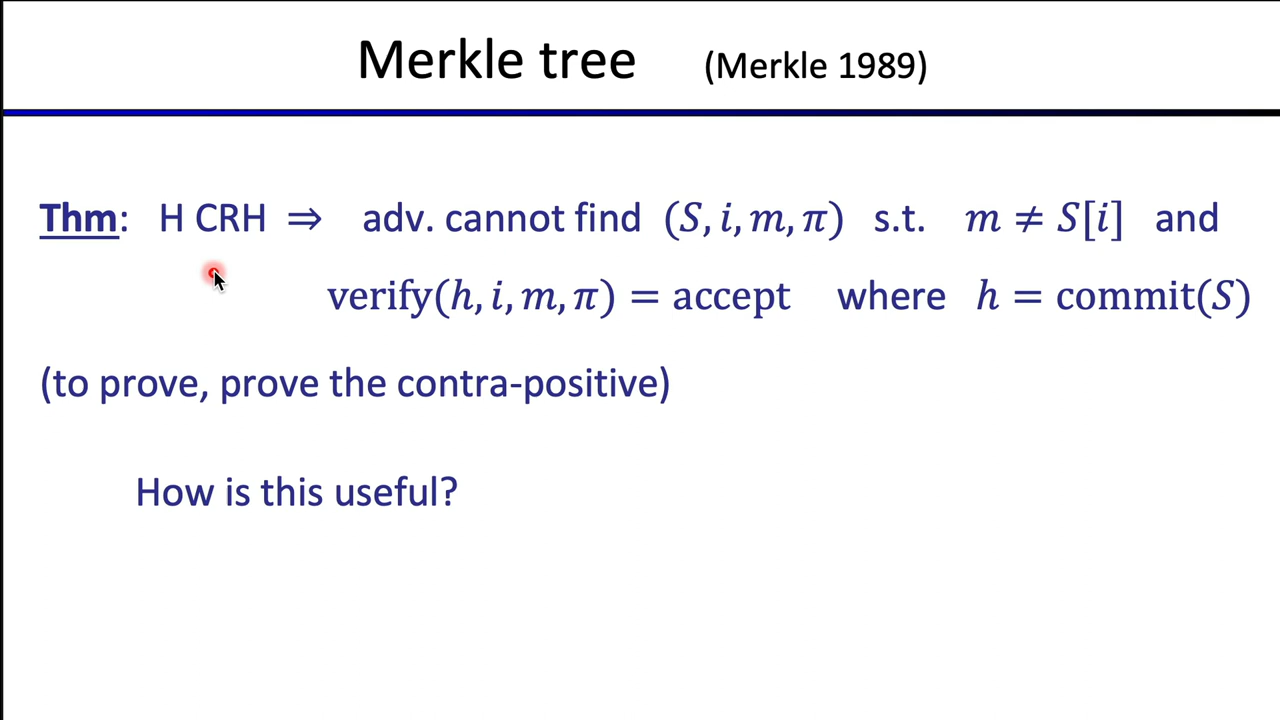 Merkle tree (Merkle 1989)
Thm: H CRH ⇒ adv. cannot find (S, i, m, π) s.t. m ≠ S[i] and
verify(h, i, m, π) = accept where h = commit(S)
(to prove, prove the contra-positive)
How is this useful?